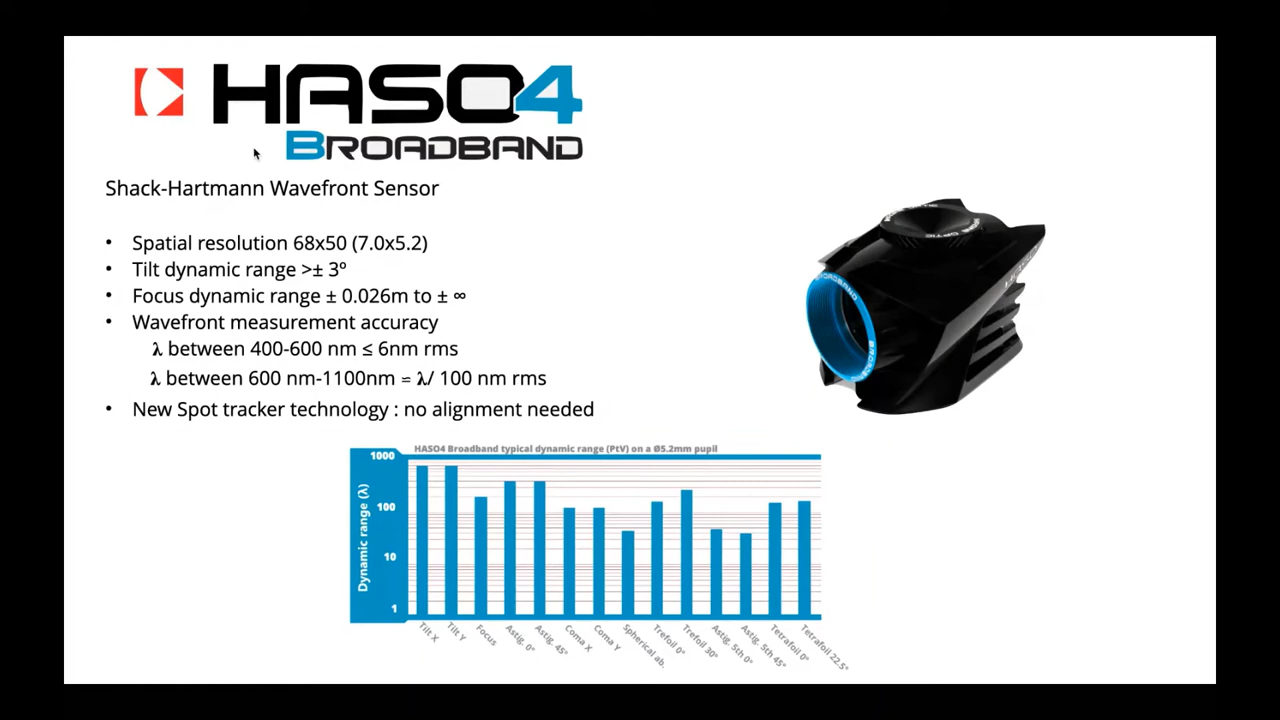 HASO4
BROADBAND
Shack-Hartmann Wavefront Sensor
• Spatial resolution 68x50 (7.0x5.2)
• Tilt dynamic range >± 3º
• Focus dynamic range ± 0.026m to ± ∞
• Wavefront measurement accuracy
λ between 400-600 nm ≤ 6nm rms
λ between 600 nm-1100nm = λ/ 100 nm rms
• New Spot tracker technology : no alignment needed
BROADBAND
BROADBAND
HASO4 Broadband typical dynamic range (PtV) on a Ø5.2mm pupil
Dynamic range (λ)
1000
100
10
1
Tilt X
Tilt Y
Focus
Astig. 0°
Astig. 45°
Coma X
Coma Y
Spherical ab.
Trefoil 0°
Trefoil 30°
Astig. 5th 0°
Astig. 5th 45°
Tetrafoil 0°
Tetrafoil 22.5°